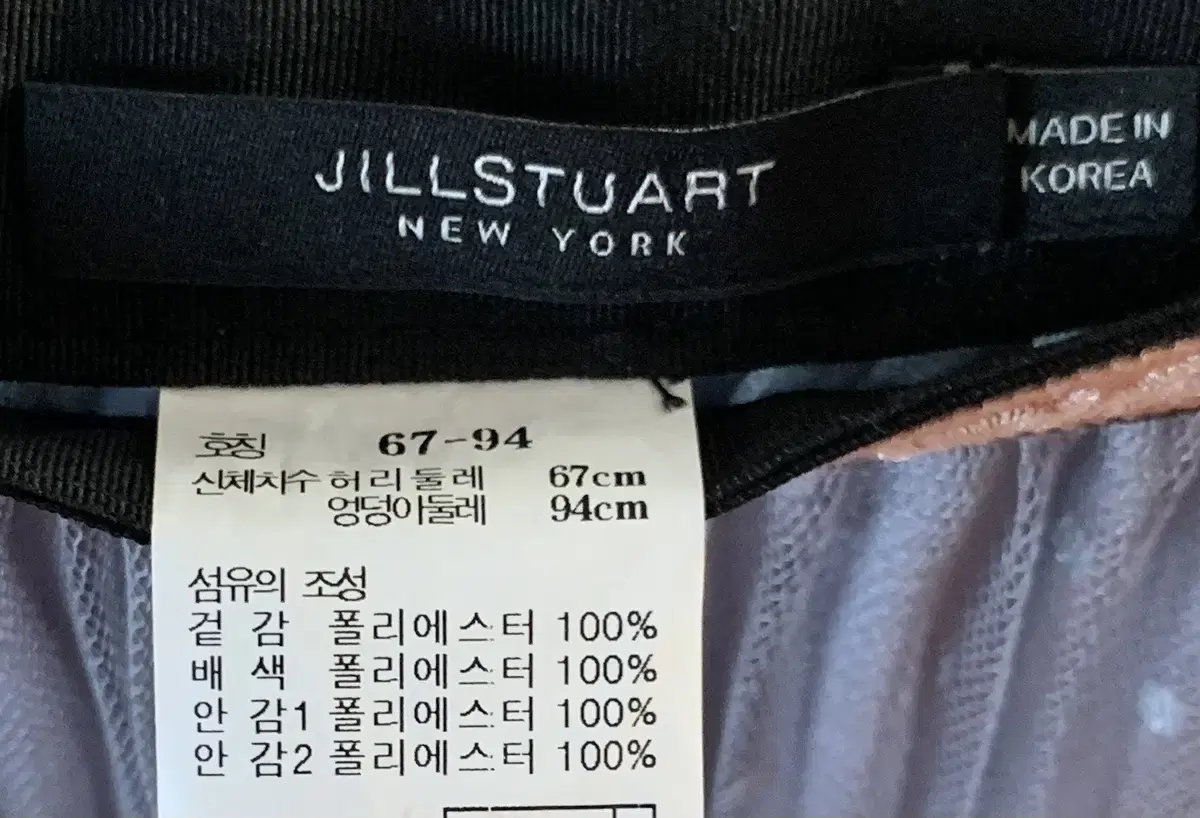 JILLSTUART
NEW YORK
MADE IN
KOREA
호칭 67-94
신체치수 허리둘레 67cm
엉덩이둘레 94cm
섬유의 조성
겉 감 폴리에스터 100%
배 색 폴리에스터 100%
안 감1 폴리에스터 100%
안 감2 폴리에스터 100%